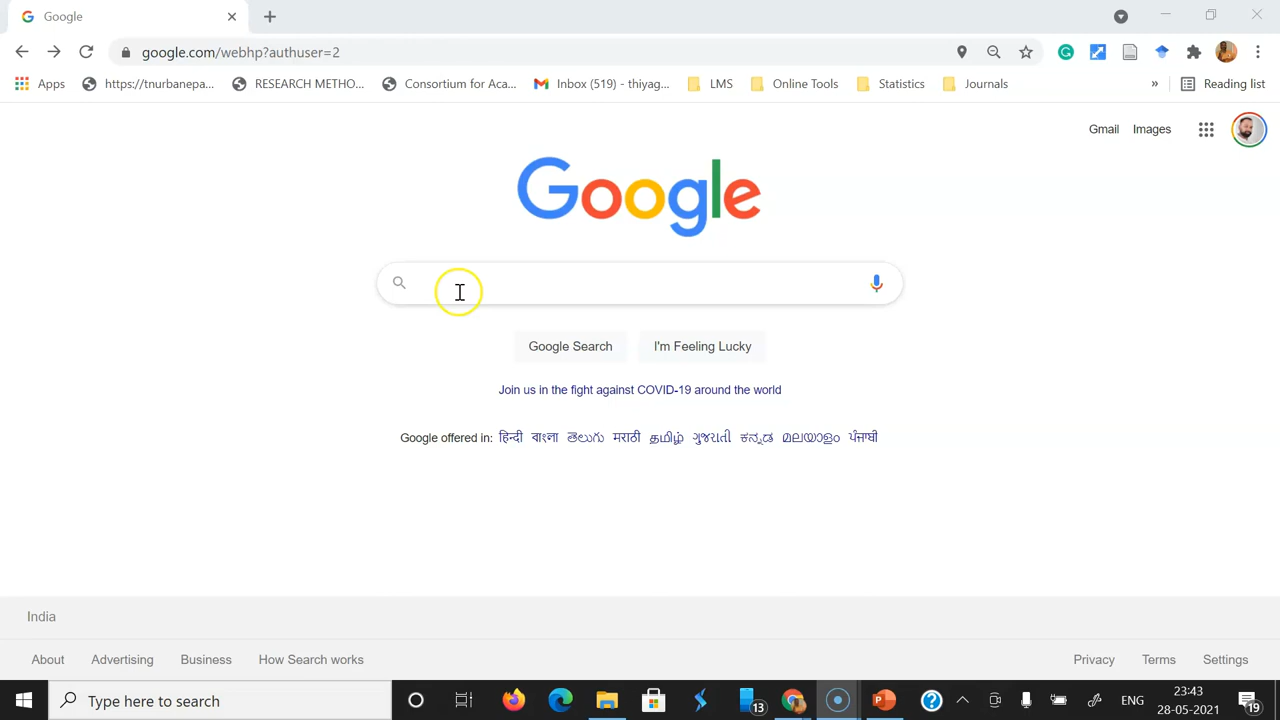 Google
google.com/webhp?authuser=2
Apps https://tnurbanepa... RESEARCH METHO... Consortium for Aca... Inbox (519) - thiyag... LMS Online Tools Statistics Journals » Reading list
Gmail Images
Google
Google Search I'm Feeling Lucky
Join us in the fight against COVID-19 around the world
Google offered in: हिन्दी বাংলা తెలుగు मराठी தமிழ் ગુજરાતી ಕನ್ನಡ മലയാളം ਪੰਜਾਬੀ
India
About Advertising Business How Search works Privacy Terms Settings
Type here to search 13 ENG 23:43 19
28-05-2021